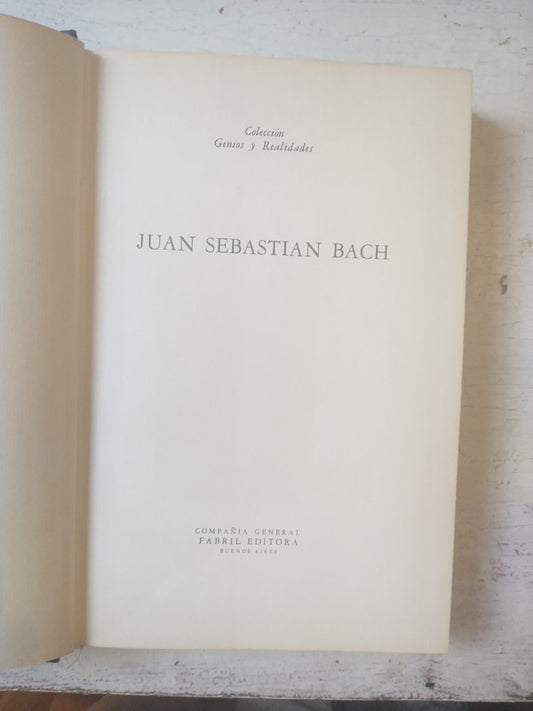 Colección
Genios y Realidades
JUAN SEBASTIAN BACH
COMPAÑIA GENERAL
FABRIL EDITORA
BUENOS AIRES